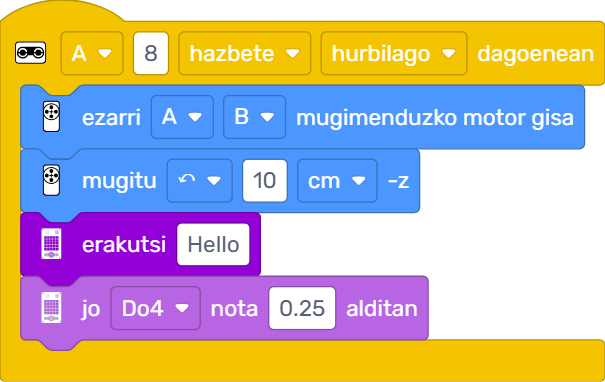 A 8 hazbete hurbilago dagoenean
ezarri A B mugimenduzko motor gisa
mugitu 10 cm -z
erakutsi Hello
jo Do4 nota 0.25 alditan